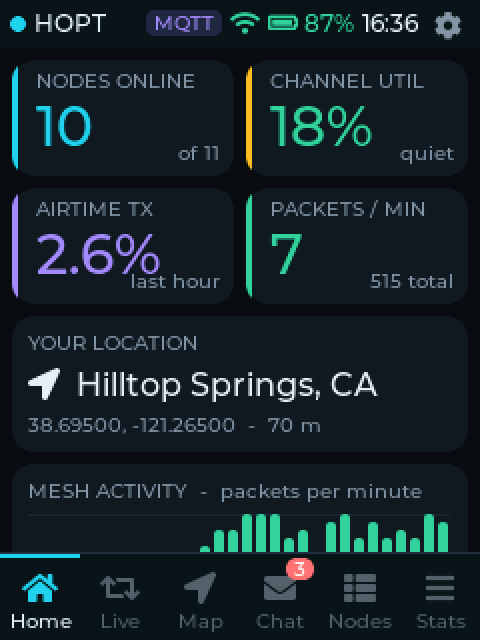 HOPT MQTT 87% 16:36
NODES ONLINE
10
of 11
CHANNEL UTIL
18%
quiet
AIRTIME TX
2.6%
last hour
PACKETS / MIN
7
515 total
YOUR LOCATION
Hilltop Springs, CA
38.69500, -121.26500 - 70 m
MESH ACTIVITY - packets per minute
3
Home Live Map Chat Nodes Stats